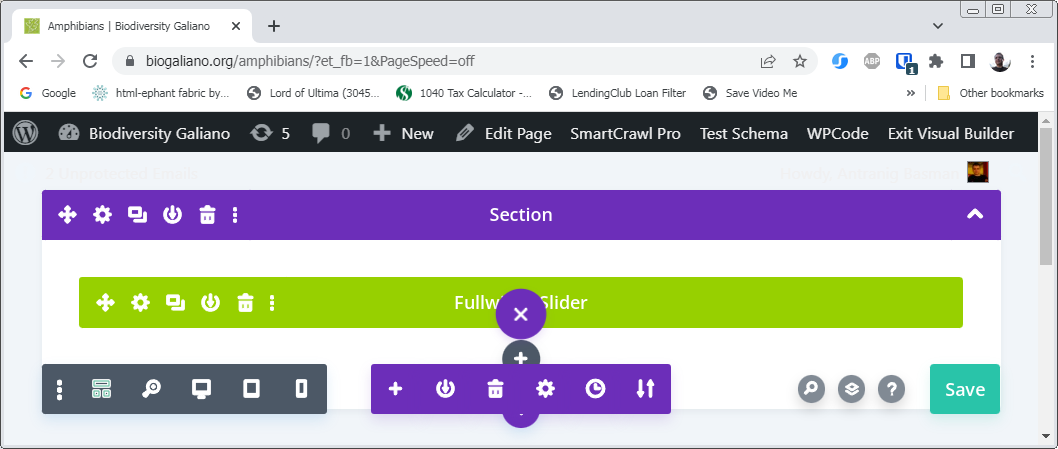 Amphibians | Biodiversity Galiano
biogaliano.org/amphibians/?et_fb=1&PageSpeed=off
ABP
1
Google
html-ephant fabric by...
Lord of Ultima (3045...
1040 Tax Calculator -...
LendingClub Loan Filter
Save Video Me
»
Other bookmarks
Biodiversity Galiano
5
0
New
Edit Page
SmartCrawl Pro
Test Schema
WPCode
Exit Visual Builder
Section
Slider
Save